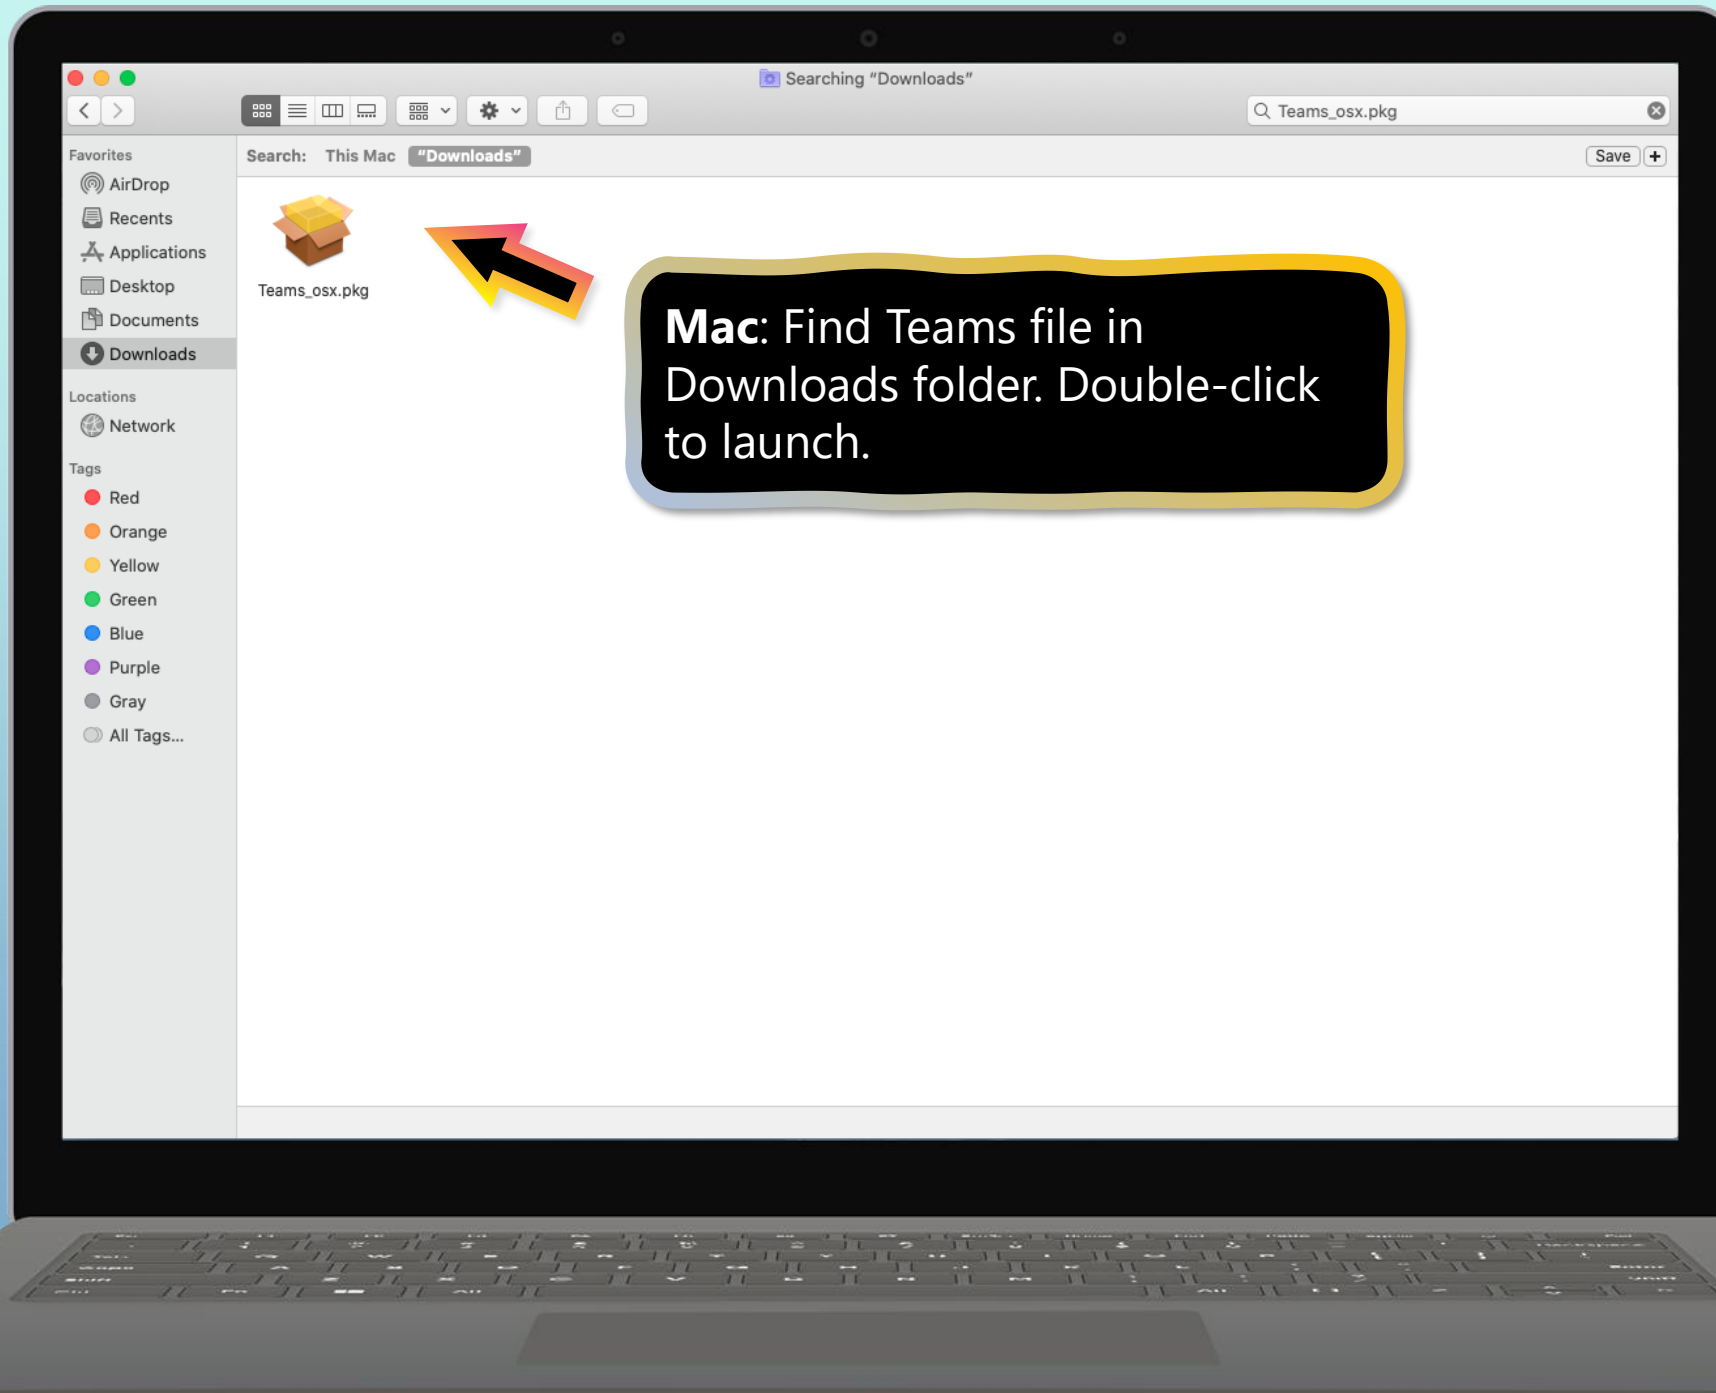 Searching “Downloads”
Teams_osx.pkg
Favorites
AirDrop
Recents
Applications
Desktop
Documents
Downloads
Locations
Network
Tags
Red
Orange
Yellow
Green
Blue
Purple
Gray
All Tags...
Search: This Mac “Downloads” Save +
Teams_osx.pkg
Mac: Find Teams file in
Downloads folder. Double-click
to launch.